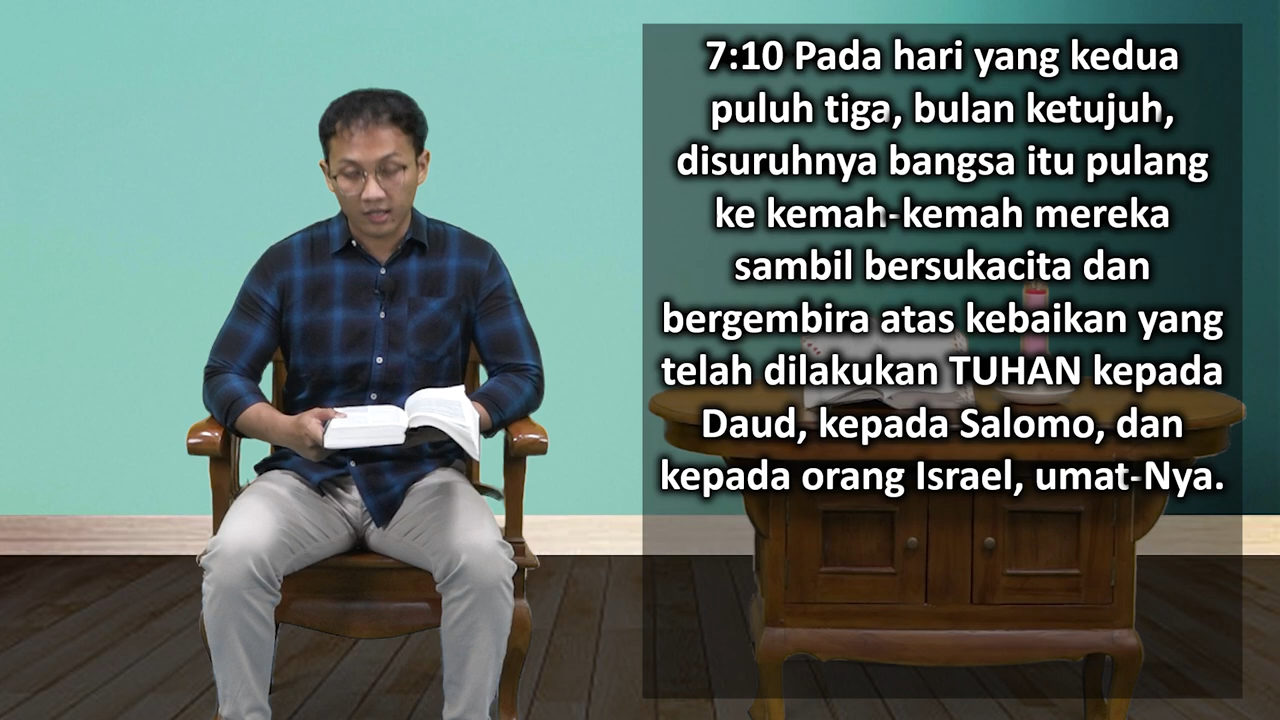 7:10 Pada hari yang kedua
puluh tiga, bulan ketujuh,
disuruhnya bangsa itu pulang
ke kemah-kemah mereka
sambil bersukacita dan
bergembira atas kebaikan yang
telah dilakukan TUHAN kepada
Daud, kepada Salomo, dan
kepada orang Israel, umat-Nya.